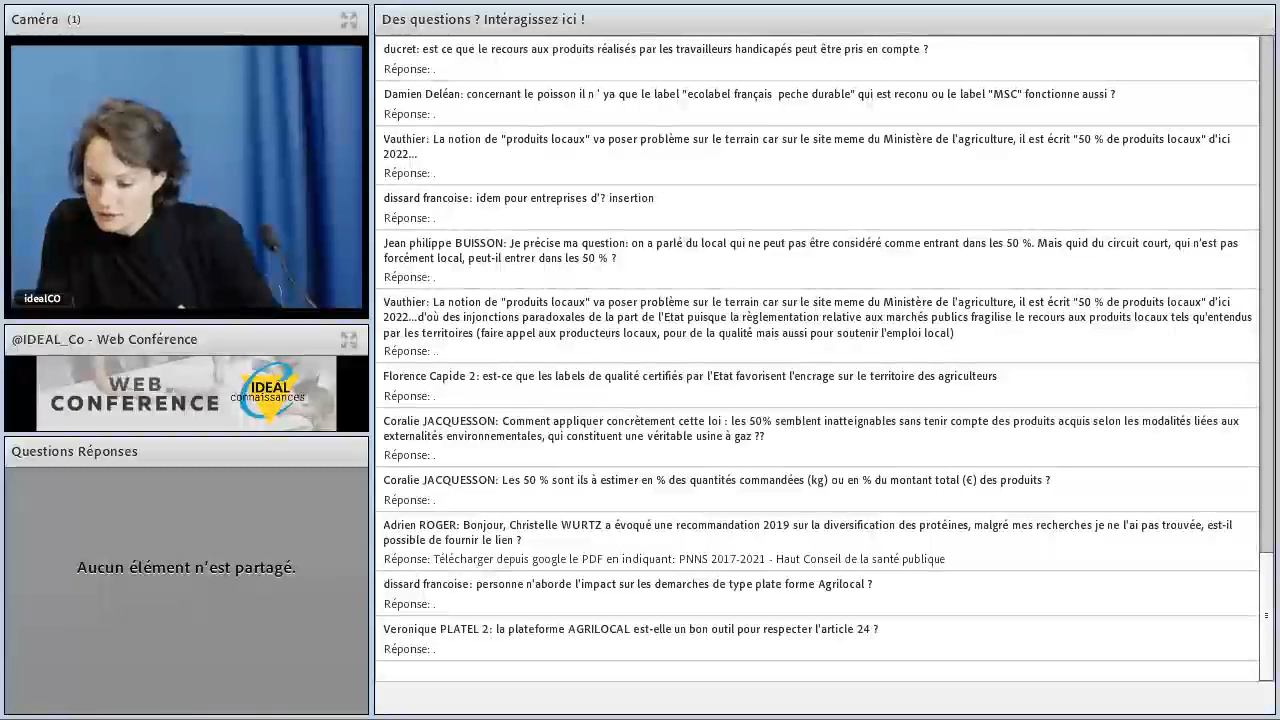 Caméra (1)
idealCO
@IDEAL_Co - Web Conférence
WEB
CONFERENCE
IDEAL
connaissances
Questions Réponses
Aucun élément n'est partagé.
Des questions ? Intéragissez ici !
ducret: est ce que le recours aux produits réalisés par les travailleurs handicapés peut être pris en compte ?
Réponse: .
Damien Deléan: concernant le poisson il n ' ya que le label "ecolabel français  peche durable" qui est reconu ou le label "MSC" fonctionne aussi ?
Réponse: .
Vauthier: La notion de "produits locaux" va poser problème sur le terrain car sur le site meme du Ministère de l'agriculture, il est écrit "50 % de produits locaux" d'ici
2022...
Réponse: .
dissard francoise: idem pour entreprises d'? insertion
Réponse: .
Jean philippe BUISSON: Je précise ma question: on a parlé du local qui ne peut pas être considéré comme entrant dans les 50 %. Mais quid du circuit court, qui n'est pas
forcément local, peut-il entrer dans les 50 % ?
Réponse: .
Vauthier: La notion de "produits locaux" va poser problème sur le terrain car sur le site meme du Ministère de l'agriculture, il est écrit "50 % de produits locaux" d'ici
2022...d'où des injonctions paradoxales de la part de l'Etat puisque la règlementation relative aux marchés publics fragilise le recours aux produits locaux tels qu'entendus
par les territoires (faire appel aux producteurs locaux, pour de la qualité mais aussi pour soutenir l'emploi local)
Réponse: ..
Florence Capide 2: est-ce que les labels de qualité certifiés par l'Etat favorisent l'encrage sur le territoire des agriculteurs
Réponse: .
Coralie JACQUESSON: Comment appliquer concrètement cette loi : les 50% semblent inatteignables sans tenir compte des produits acquis selon les modalités liées aux
externalités environnementales, qui constituent une véritable usine à gaz ??
Réponse: .
Coralie JACQUESSON: Les 50 % sont ils à estimer en % des quantités commandées (kg) ou en % du montant total (€) des produits ?
Réponse: .
Adrien ROGER: Bonjour, Christelle WURTZ a évoqué une recommandation 2019 sur la diversification des protéines, malgré mes recherches je ne l'ai pas trouvée, est-il
possible de fournir le lien ?
Réponse: Télécharger depuis google le PDF en indiquant: PNNS 2017-2021 - Haut Conseil de la santé publique
dissard francoise: personne n'aborde l'impact sur les demarches de type plate forme Agrilocal ?
Réponse: .
Veronique PLATEL 2: la plateforme AGRILOCAL est-elle un bon outil pour respecter l'article 24 ?
Réponse: .